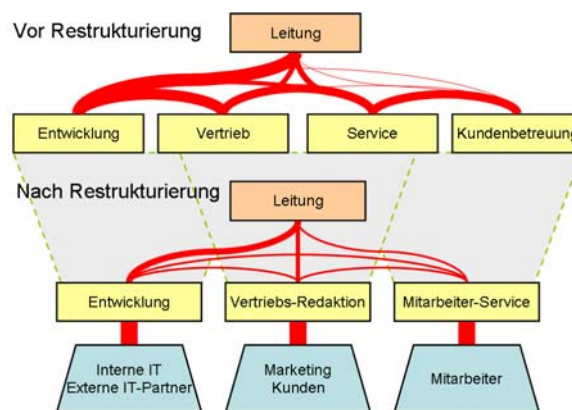 Vor Restrukturierung
Leitung
Entwicklung
Vertrieb
Service
Kundenbetreuung
Nach Restrukturierung
Leitung
Entwicklung
Vertriebs-Redaktion
Mitarbeiter-Service
Interne IT
Externe IT-Partner
Marketing
Kunden
Mitarbeiter